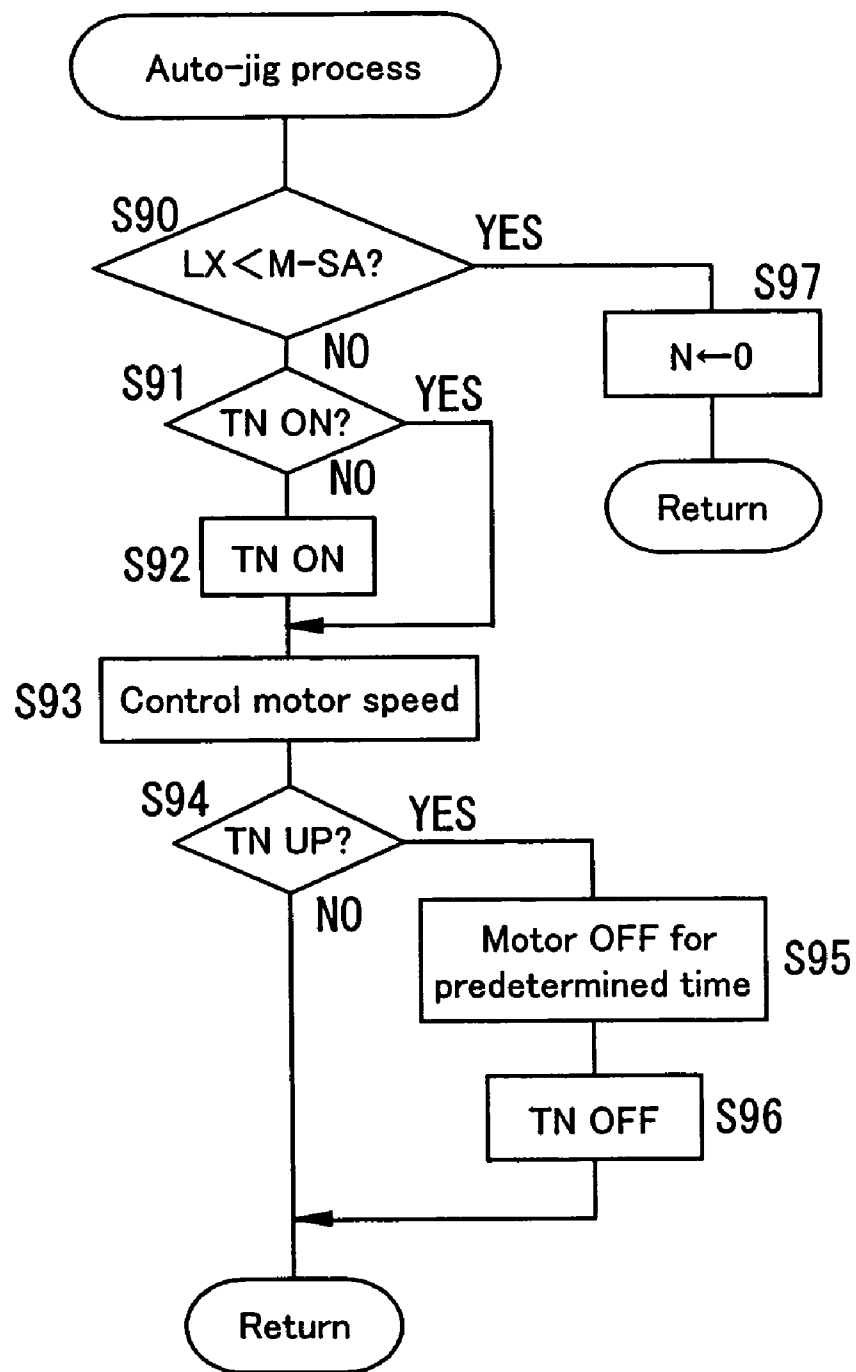 Auto-jig process
S90
LX<M-SA?
YES
NO
S97
N←0
Return
S91
TN ON?
YES
NO
S92
TN ON
S93
Control motor speed
S94
TN UP?
YES
NO
Motor OFF for
predetermined time
S95
TN OFF
S96
Return